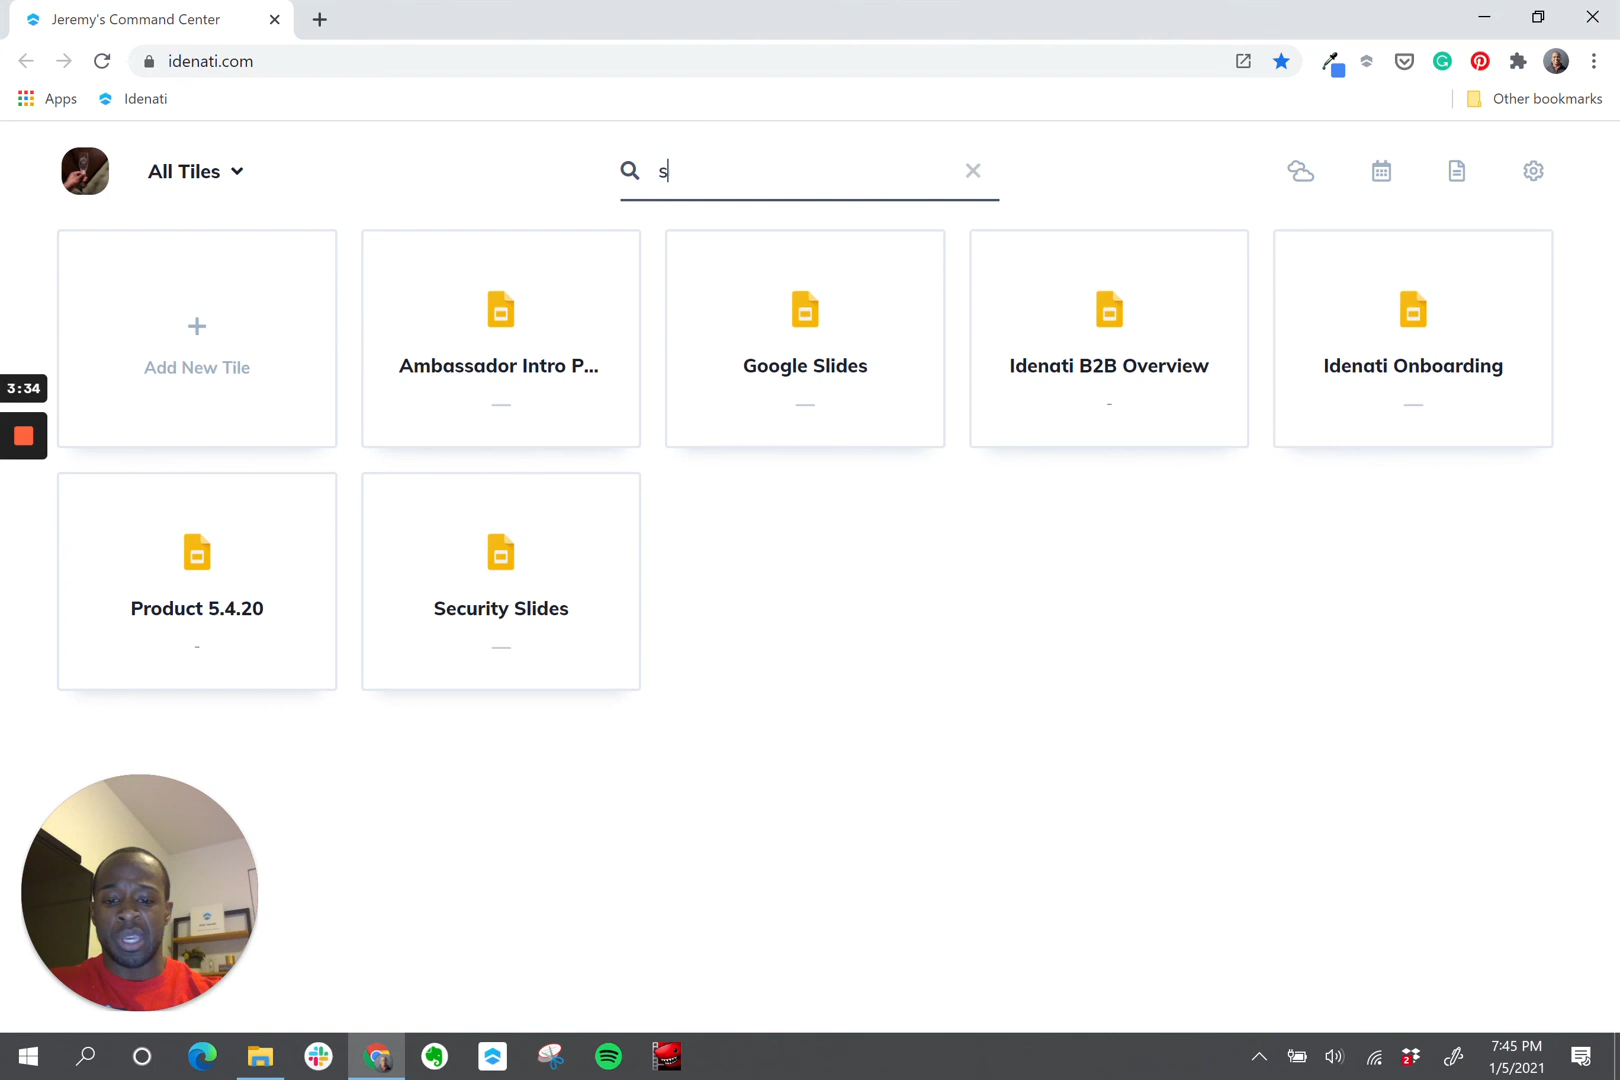 Jeremy's Command Center
idenati.com
Apps
Idenati
Other bookmarks
All Tiles
s
Add New Tile
Ambassador Intro P...
Google Slides
Idenati B2B Overview
Idenati Onboarding
3:34
Product 5.4.20
Security Slides
7:45 PM
1/5/2021
2